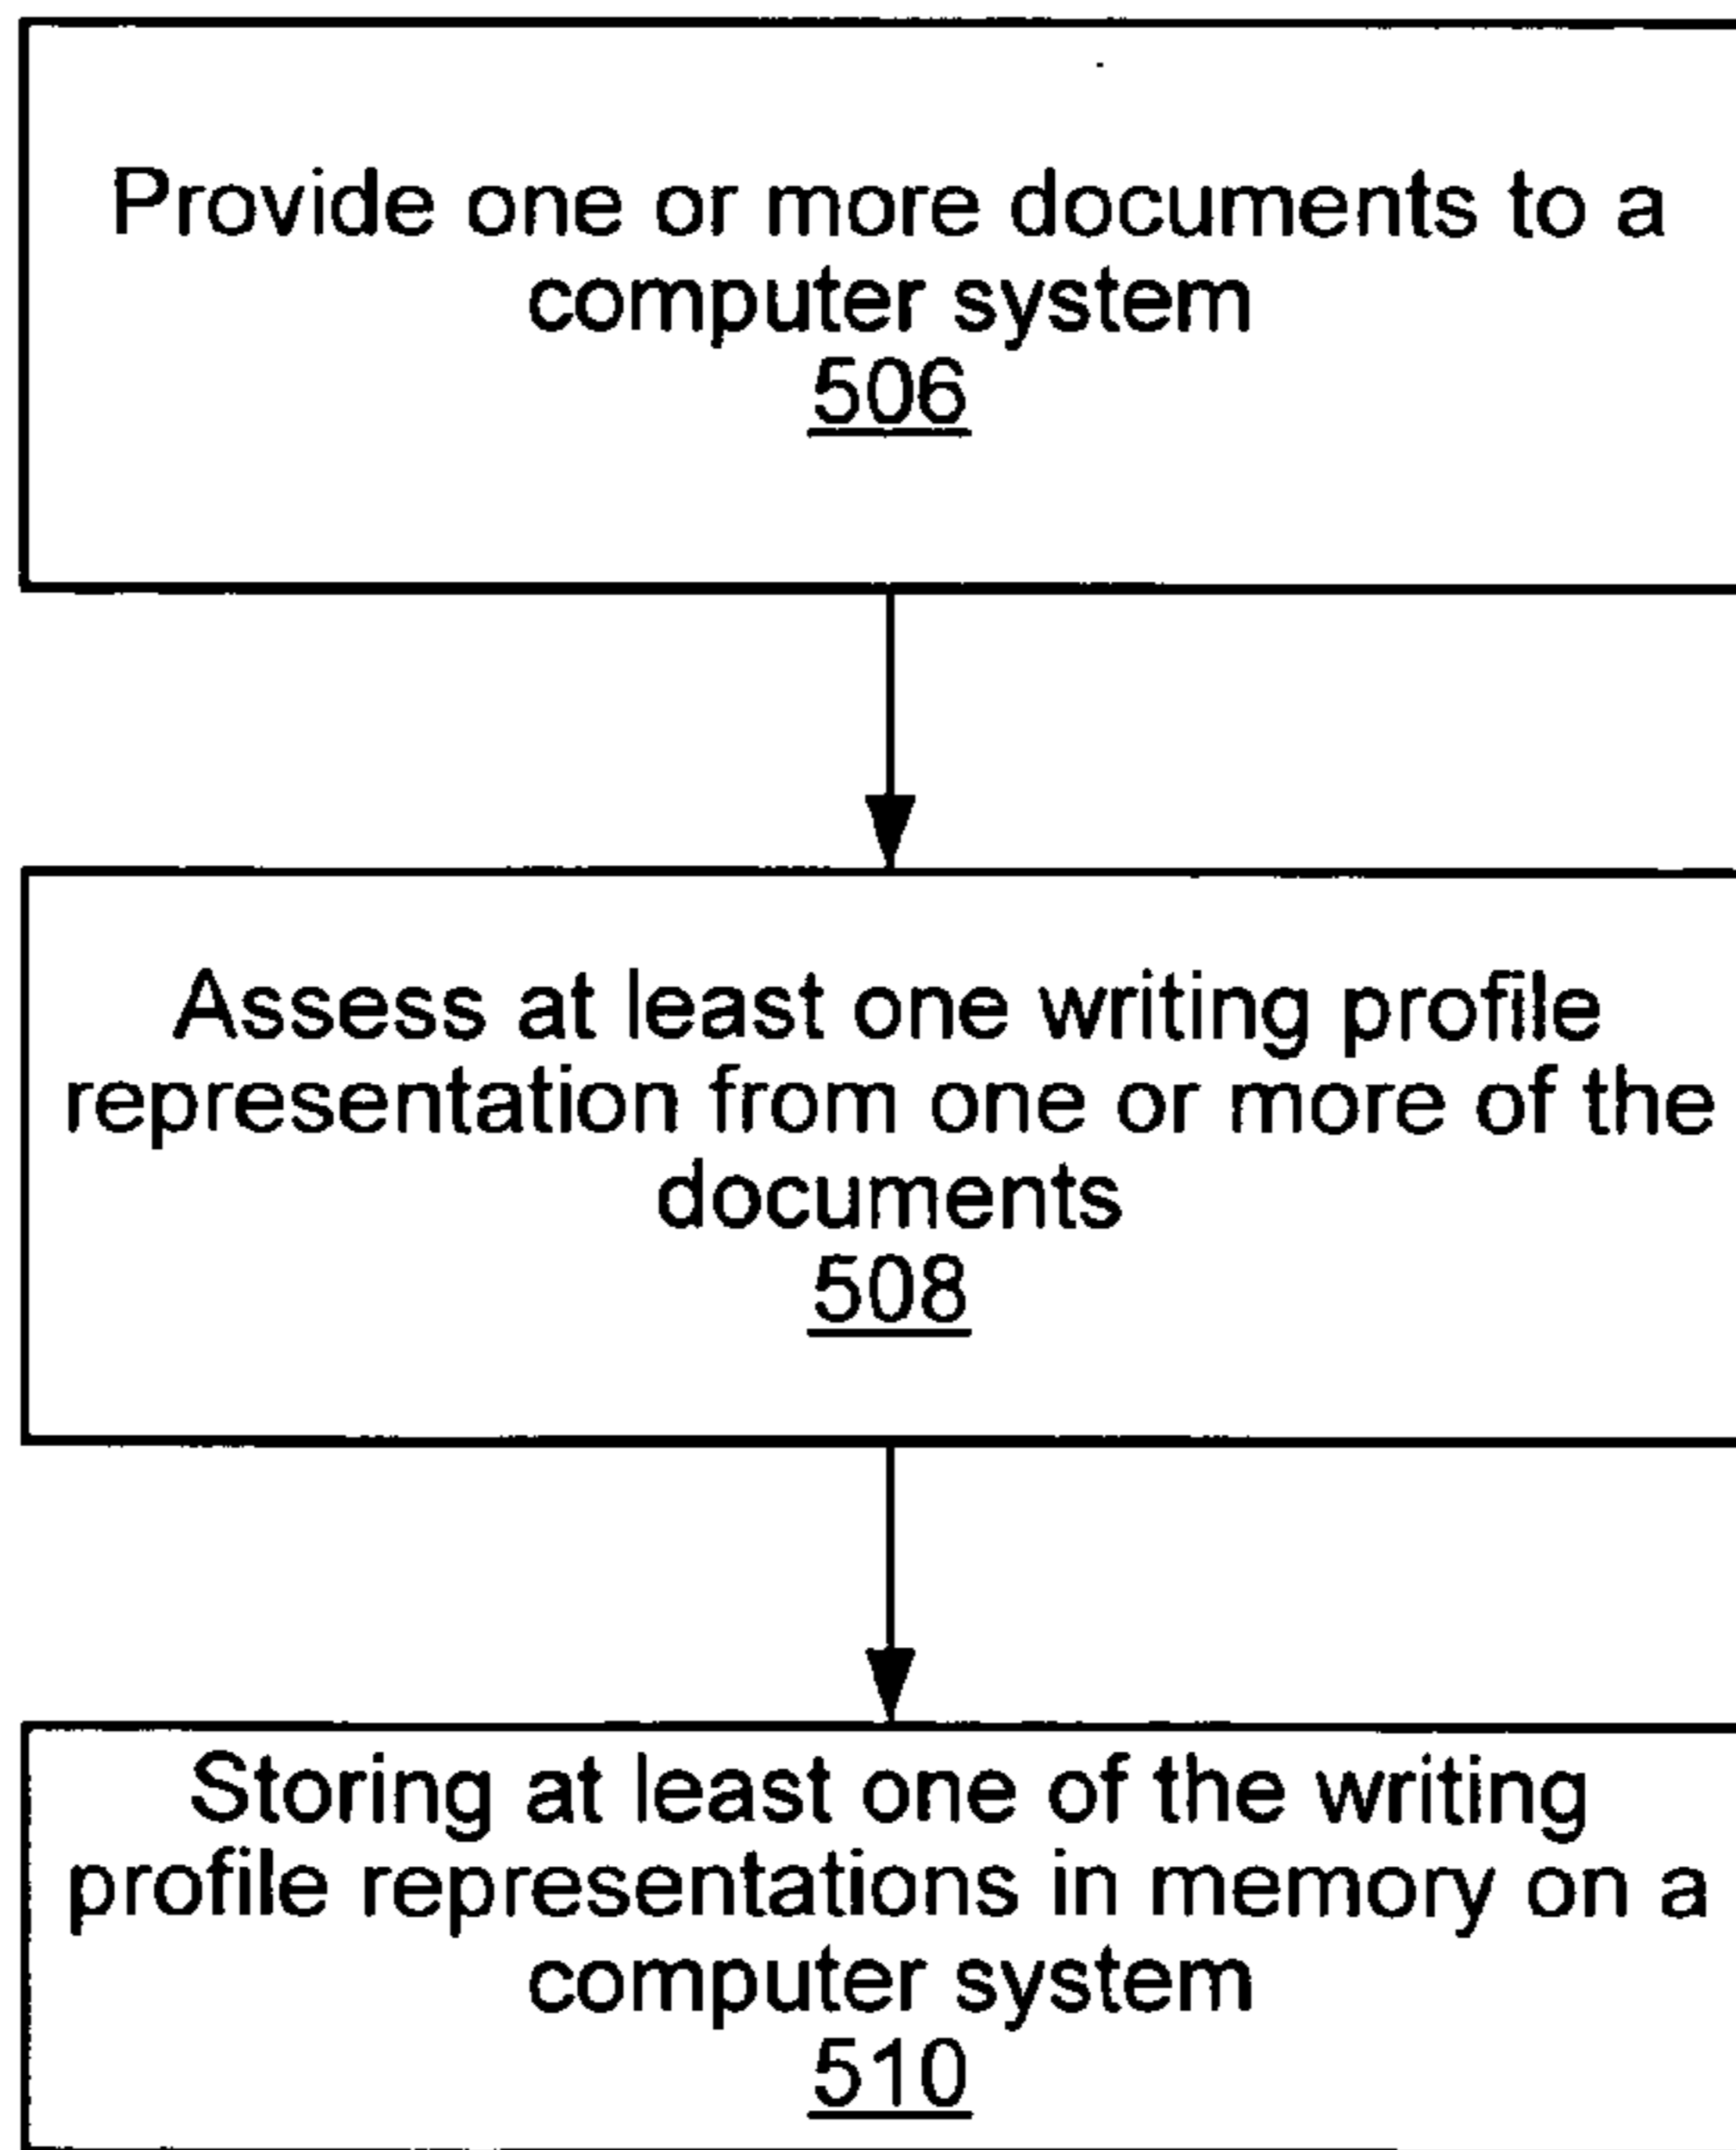 Provide one or more documents to a
computer system
506
Assess at least one writing profile
representation from one or more of the
documents
508
Storing at least one of the writing
profile representations in memory on a
computer system
510